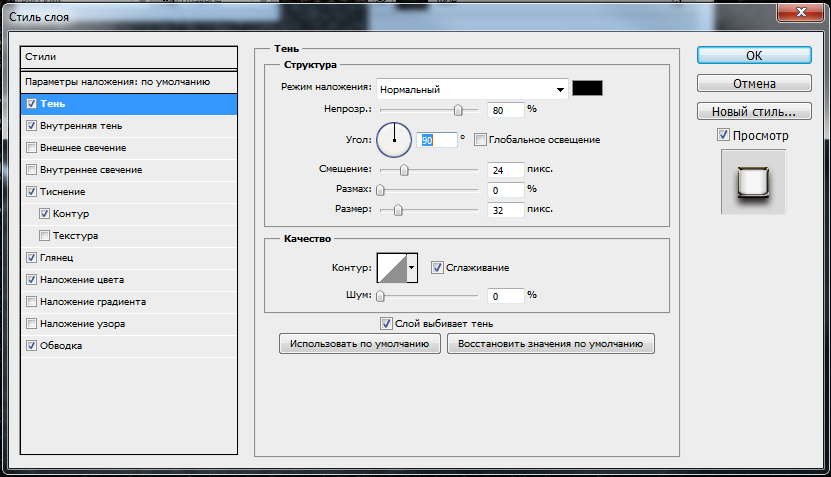 Стиль слоя
Стили
Параметры наложения: по умолчанию
Тень
Внутренняя тень
Внешнее свечение
Внутреннее свечение
Тиснение
Контур
Текстура
Глянец
Наложение цвета
Наложение градиента
Наложение узора
Обводка
Тень
Структура
Режим наложения: Нормальный
Непрозр.: 80 %
Угол: 90 ° Глобальное освещение
Смещение: 24 пикс.
Размах: 0 %
Размер: 32 пикс.
Качество
Контур: Сглаживание
Шум: 0 %
Слой выбивает тень
Использовать по умолчанию Восстановить значения по умолчанию
ОК
Отмена
Новый стиль...
Просмотр